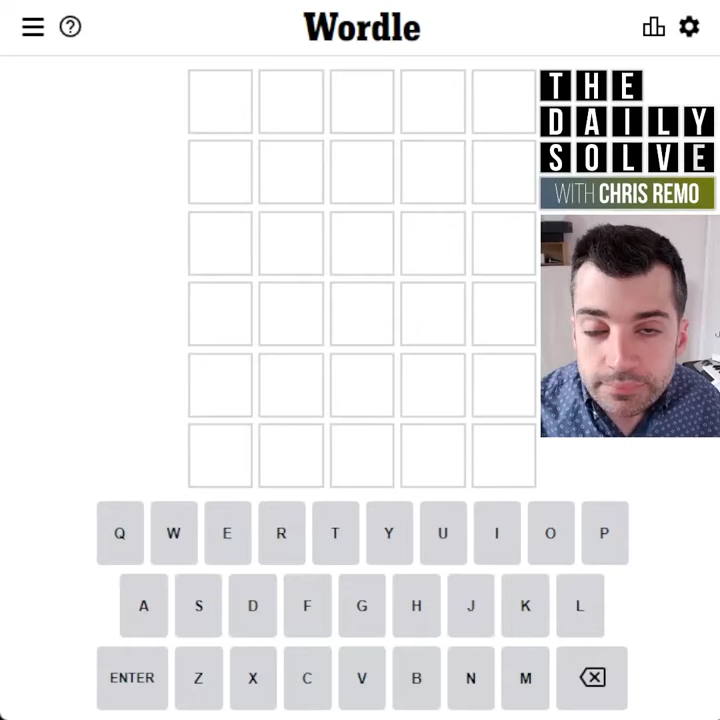 Wordle
THE
DAILY
SOLVE
WITH CHRIS REMO
Q W E R T Y U I O P
A S D F G H J K L
ENTER Z X C V B N M